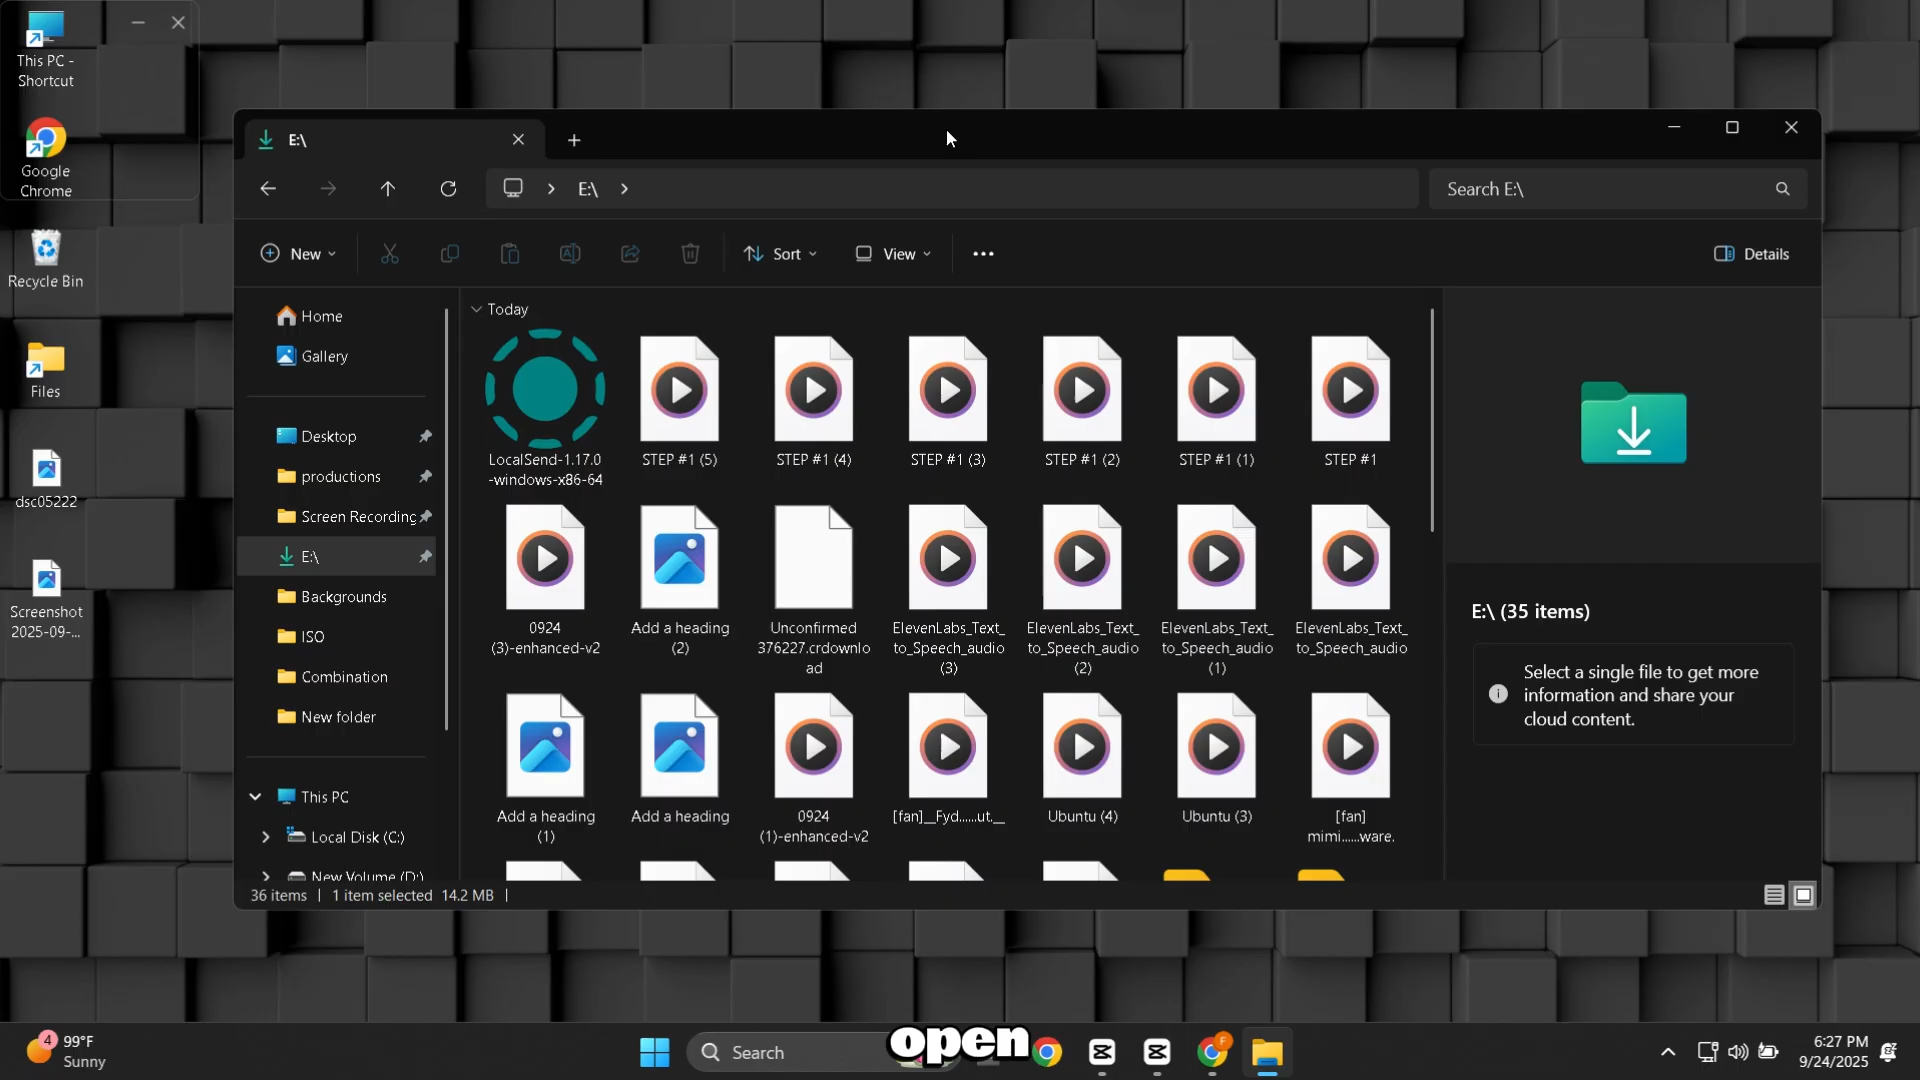 This PC -
Shortcut
Google
Chrome
Recycle Bin
Files
dsc05222
Screenshot
2025-09-...
E:\
E:\
Search E:\
New
Sort
View
Details
Home
Gallery
Desktop
productions
Screen Recording
E:\
Backgrounds
ISO
Combination
New folder
This PC
Local Disk (C:)
New Volume (D:)
Today
LocalSend-1.17.0
-windows-x86-64
STEP #1 (5)
STEP #1 (4)
STEP #1 (3)
STEP #1 (2)
STEP #1 (1)
STEP #1
0924
(3)-enhanced-v2
Add a heading
(2)
Unconfirmed
376227.crdownlo
ad
ElevenLabs_Text_
to_Speech_audio
(3)
ElevenLabs_Text_
to_Speech_audio
(2)
ElevenLabs_Text_
to_Speech_audio
(1)
ElevenLabs_Text_
to_Speech_audio
Add a heading
(1)
Add a heading
0924
(1)-enhanced-v2
[fan]__Fyd......ut.__
Ubuntu (4)
Ubuntu (3)
[fan]
mimi......ware.
E:\ (35 items)
Select a single file to get more
information and share your
cloud content.
36 items | 1 item selected 14.2 MB |
4
99°F
Sunny
Search
open
F
6:27 PM
9/24/2025